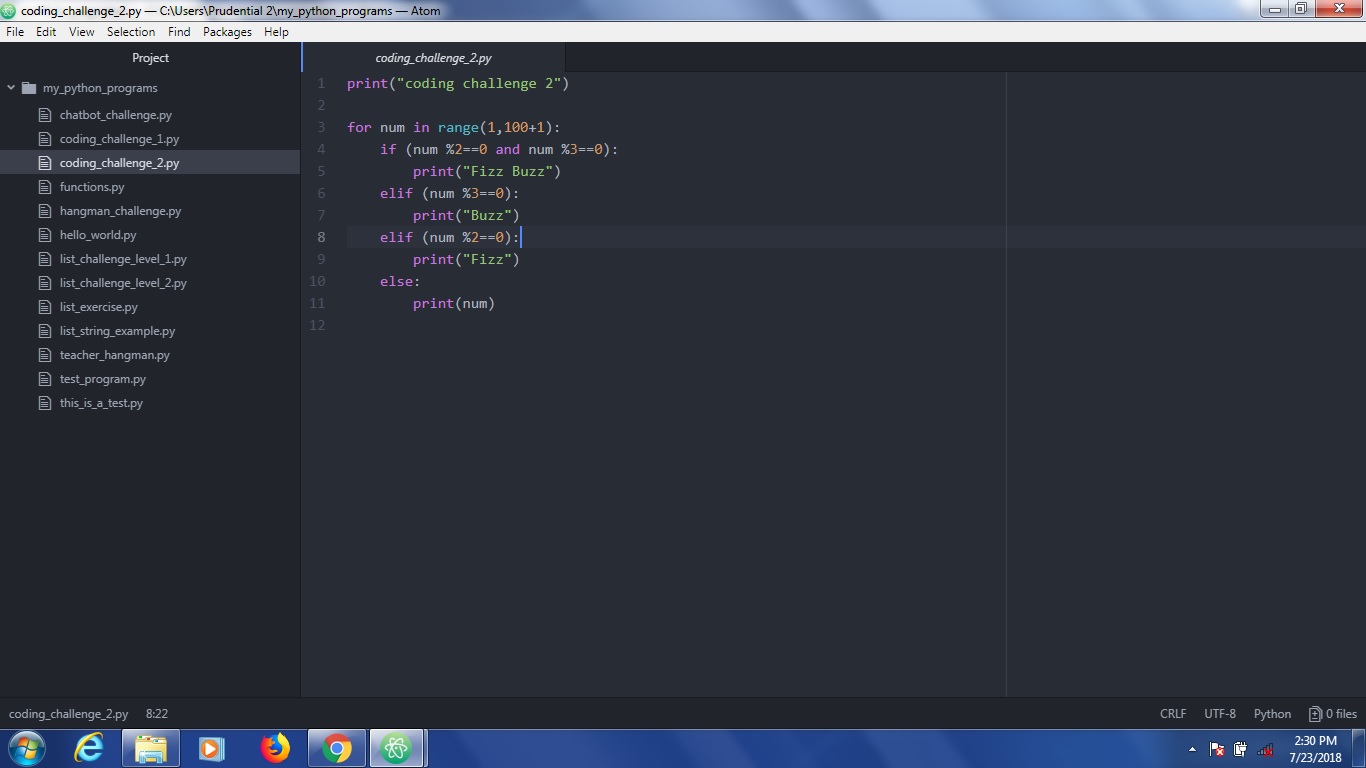 coding_challenge_2.py — C:\Users\Prudential 2\my_python_programs — Atom
File Edit View Selection Find Packages Help
Project
my_python_programs
chatbot_challenge.py
coding_challenge_1.py
coding_challenge_2.py
functions.py
hangman_challenge.py
hello_world.py
list_challenge_level_1.py
list_challenge_level_2.py
list_exercise.py
list_string_example.py
teacher_hangman.py
test_program.py
this_is_a_test.py
coding_challenge_2.py
1 print("coding challenge 2")
2
3 for num in range(1,100+1):
4     if (num %2==0 and num %3==0):
5         print("Fizz Buzz")
6     elif (num %3==0):
7         print("Buzz")
8     elif (num %2==0):
9         print("Fizz")
10     else:
11         print(num)
12
coding_challenge_2.py 8:22
CRLF UTF-8 Python 0 files
2:30 PM
7/23/2018